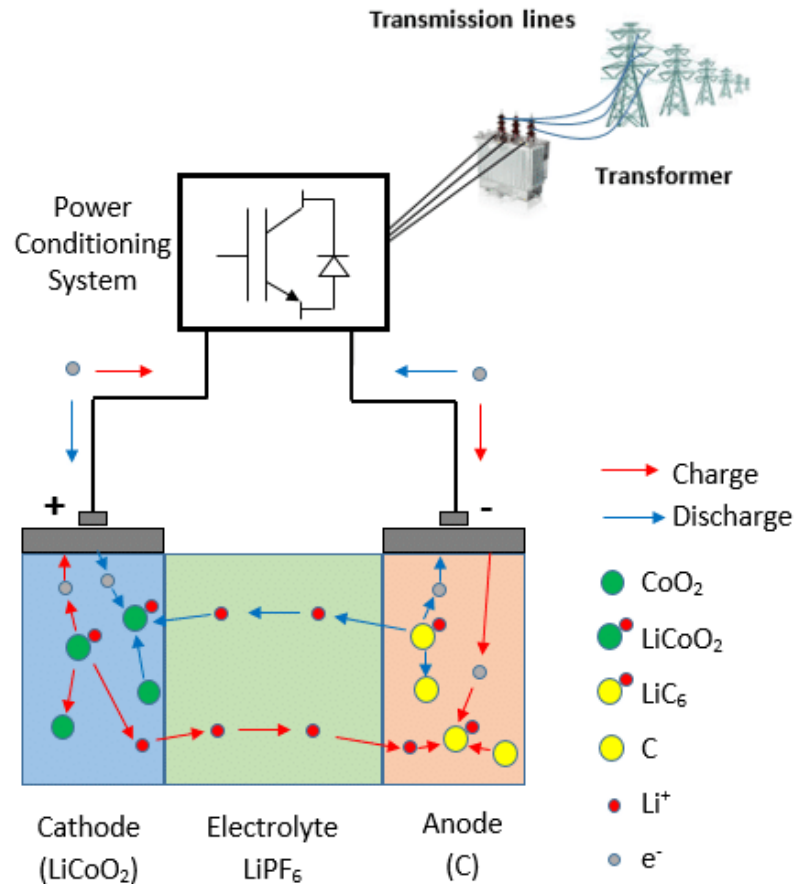 Transmission lines
Transformer
Power
Conditioning
System
+
-
Charge
Discharge
CoO₂
LiCoO₂
LiC₆
C
Li⁺
e⁻
Cathode
(LiCoO₂)
Electrolyte
LiPF₆
Anode
(C)